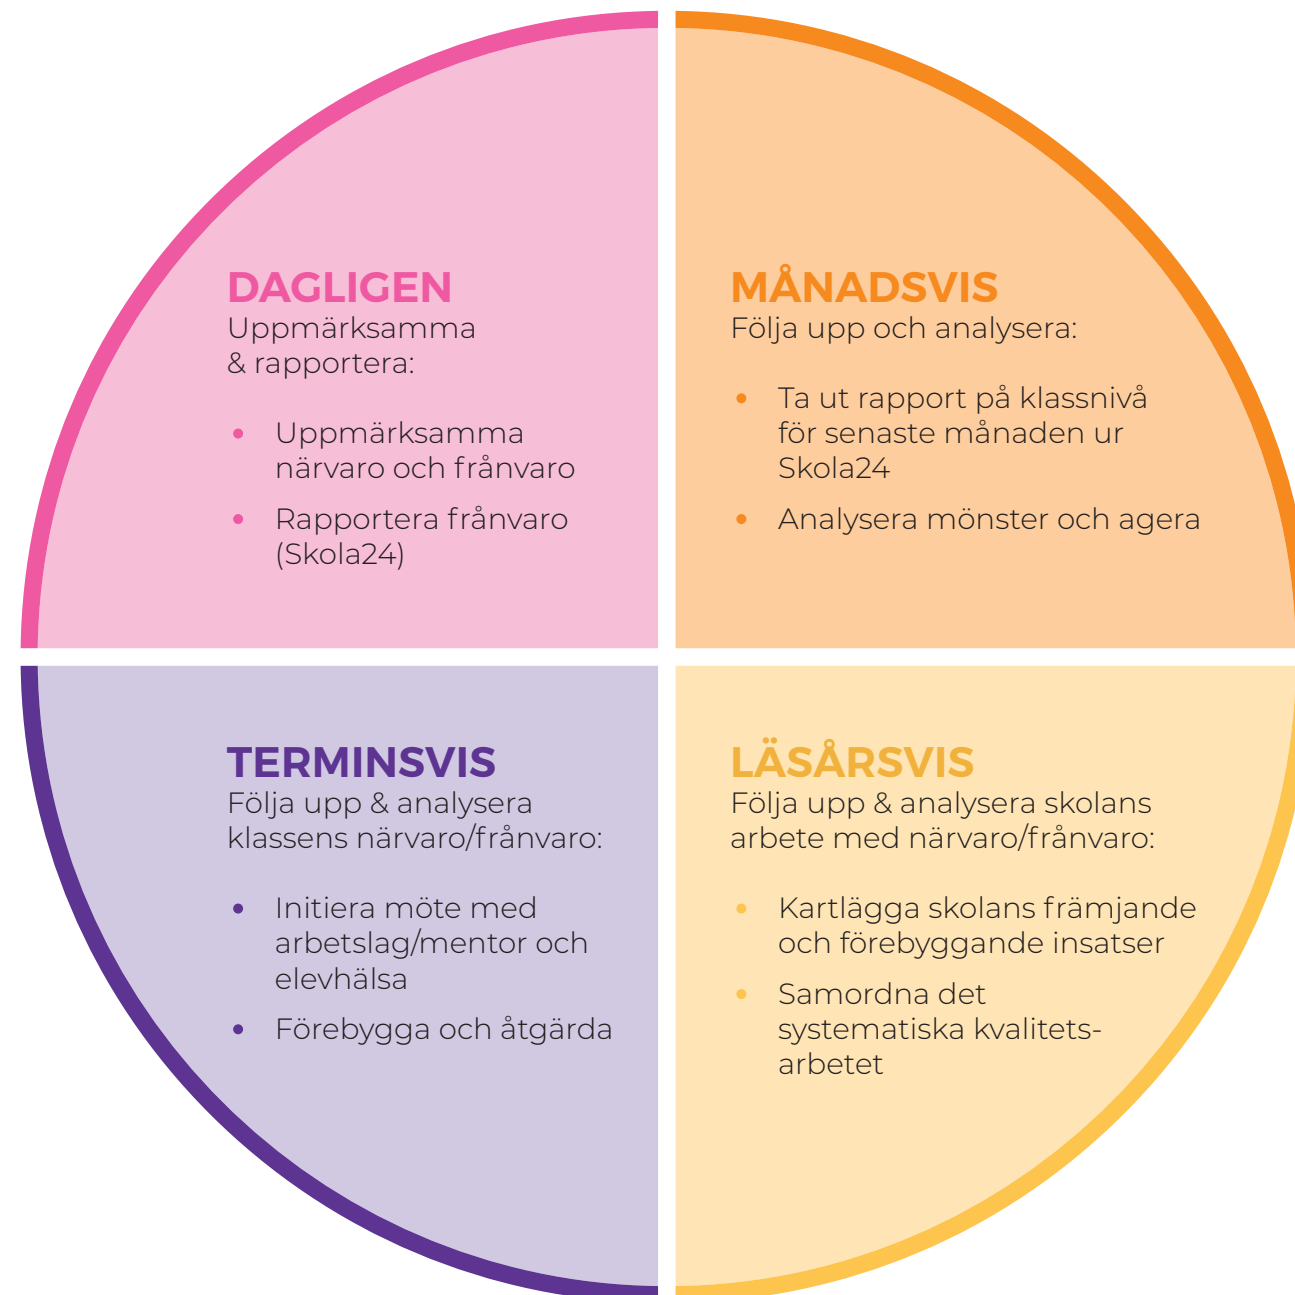 DAGLIGEN
Uppmärksamma
& rapportera:
• Uppmärksamma
närvaro och frånvaro
• Rapportera frånvaro
(Skola24)
MÅNADSVIS
Följa upp och analysera:
• Ta ut rapport på klassnivå
för senaste månaden ur
Skola24
• Analysera mönster och agera
TERMINSVIS
Följa upp & analysera
klassens närvaro/frånvaro:
• Initiera möte med
arbetslag/mentor och
elevhälsa
• Förebygga och åtgärda
LÄSÅRSVIS
Följa upp & analysera skolans
arbete med närvaro/frånvaro:
• Kartlägga skolans främjande
och förebyggande insatser
• Samordna det
systematiska kvalitets-
arbetet